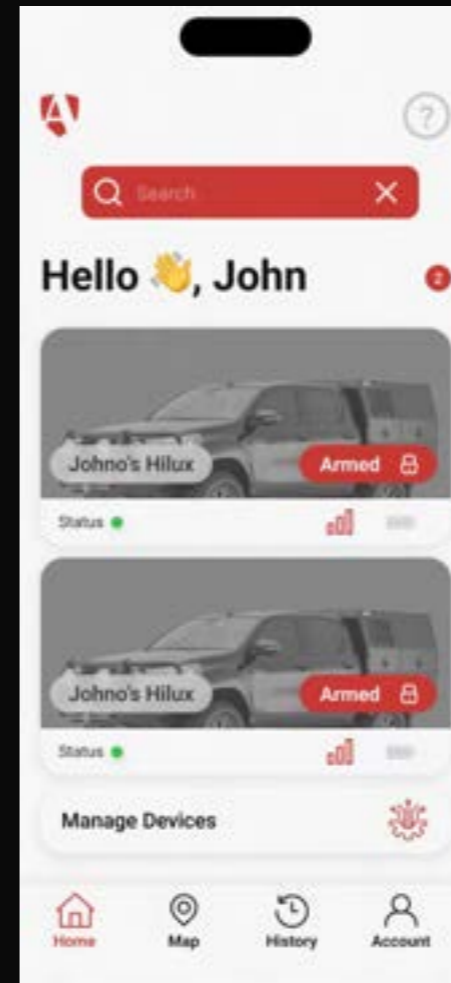 Search
Hello 👋, John
2
Johno's Hilux
Armed
Status
Johno's Hilux
Armed
Status
Manage Devices
Home
Map
History
Account